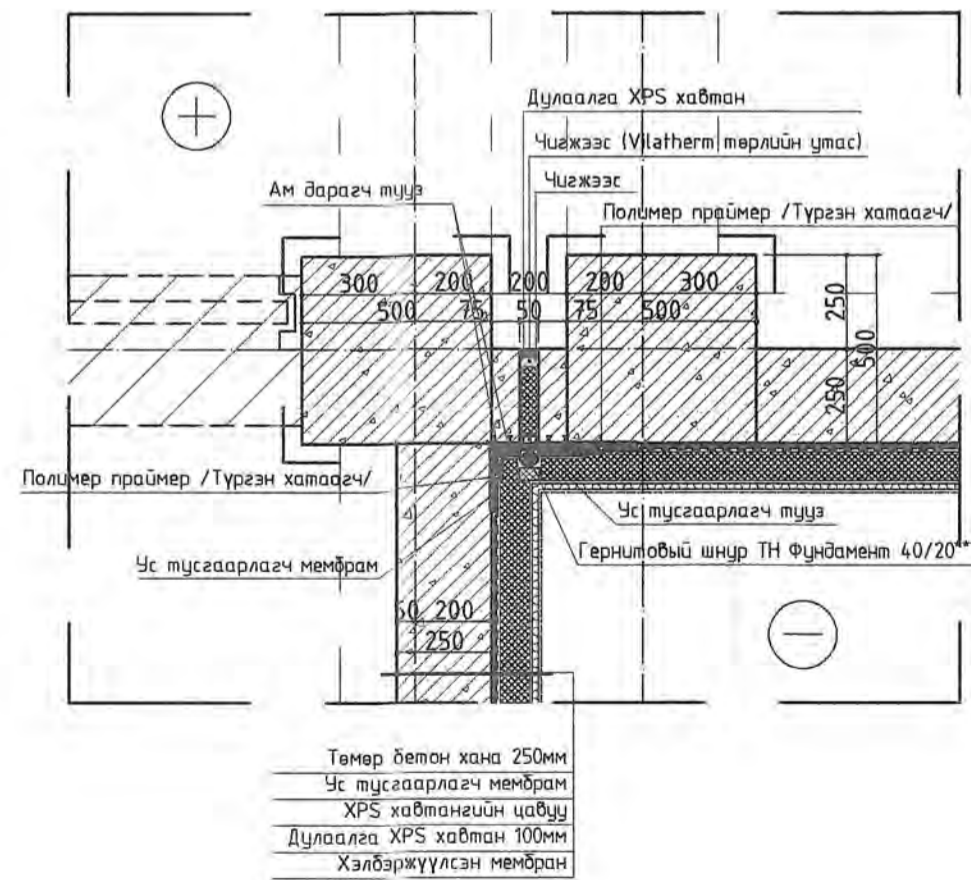 Дулаалга XPS хавтан
Чигжээс (Vilatherm төрлийн утас)
Чигжээс
Ам дарагч тууз
Полимер праймер /Түргэн хатаагч/
300 200 200 200 300
500 75 50 75 500
250
500
250
Полимер праймер /Түргэн хатаагч/
Ус тусгаарлагч тууз
Гернитовый шнур ТН Фундамент 40/20**
Ус тусгаарлагч мембрам
50 200
250
Төмөр бетон хана 250мм
Ус тусгаарлагч мембрам
XPS хавтангийн цавуу
Дулаалга XPS хавтан 100мм
Хэлбэржүүлсэн мембран